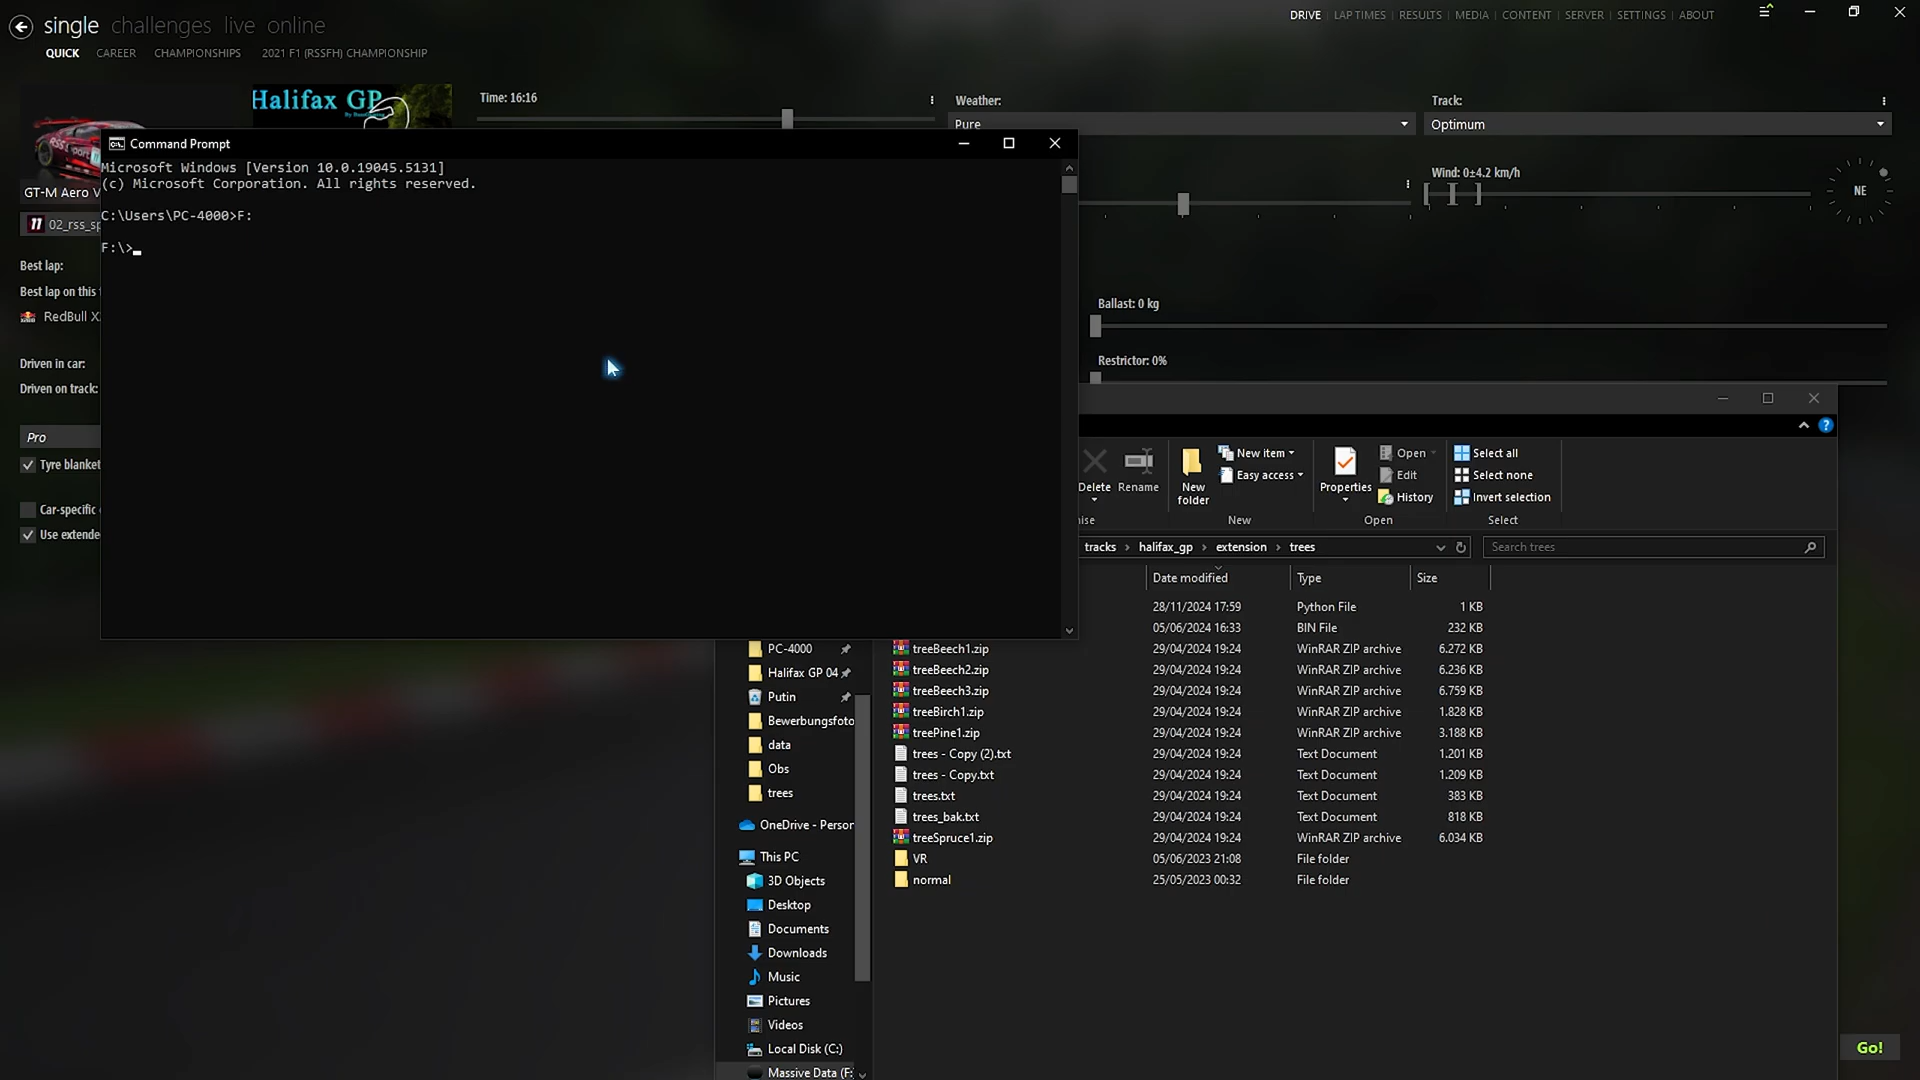 single challenges live online
DRIVE LAP TIMES RESULTS MEDIA CONTENT SERVER SETTINGS ABOUT
QUICK CAREER CHAMPIONSHIPS 2021 F1 (RSSFH) CHAMPIONSHIP
Halifax GP
Time: 16:16
Weather:
Pure
Track:
Optimum
Command Prompt
Microsoft Windows [Version 10.0.19045.5131]
(c) Microsoft Corporation. All rights reserved.
C:\Users\PC-4000>F:
F:\>
GT-M Aero V
02_rss_sp
Wind: 0±4.2 km/h
NE
Best lap:
Best lap on this
RedBull X
Driven in car:
Driven on track:
Pro
Tyre blanket
Car-specific
Use extende
Ballast: 0 kg
Restrictor: 0%
Delete
Rename
New folder
New item
Easy access
New
Properties
Open
Edit
History
Open
Select all
Select none
Invert selection
Select
tracks › halifax_gp › extension › trees
Search trees
Date modified Type Size
28/11/2024 17:59 Python File 1 KB
05/06/2024 16:33 BIN File 232 KB
treeBeech1.zip 29/04/2024 19:24 WinRAR ZIP archive 6.272 KB
treeBeech2.zip 29/04/2024 19:24 WinRAR ZIP archive 6.236 KB
treeBeech3.zip 29/04/2024 19:24 WinRAR ZIP archive 6.759 KB
treeBirch1.zip 29/04/2024 19:24 WinRAR ZIP archive 1.828 KB
treePine1.zip 29/04/2024 19:24 WinRAR ZIP archive 3.188 KB
trees - Copy (2).txt 29/04/2024 19:24 Text Document 1.201 KB
trees - Copy.txt 29/04/2024 19:24 Text Document 1.209 KB
trees.txt 29/04/2024 19:24 Text Document 383 KB
trees_bak.txt 29/04/2024 19:24 Text Document 818 KB
treeSpruce1.zip 29/04/2024 19:24 WinRAR ZIP archive 6.034 KB
VR 05/06/2023 21:08 File folder
normal 25/05/2023 00:32 File folder
PC-4000
Halifax GP 04
Putin
Bewerbungsfoto
data
Obs
trees
OneDrive - Person
This PC
3D Objects
Desktop
Documents
Downloads
Music
Pictures
Videos
Local Disk (C:)
Massive Data (F:
Go!